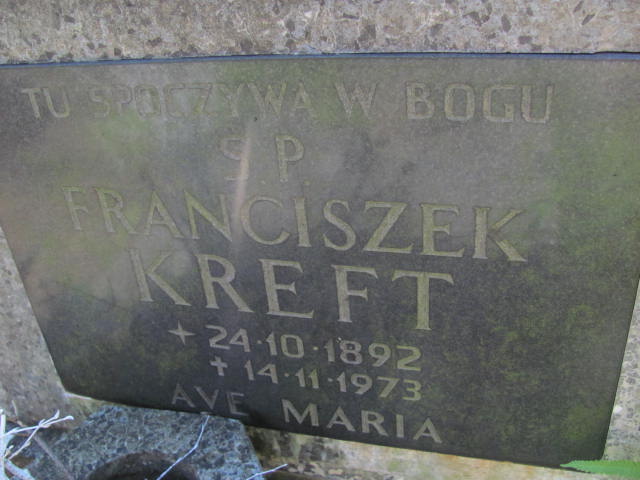 TU SPOCZYWA W BOGU
Ś.P.
FRANCISZEK
KREFT
✶ 24·10·1892
✝ 14·11·1973
AVE MARIA